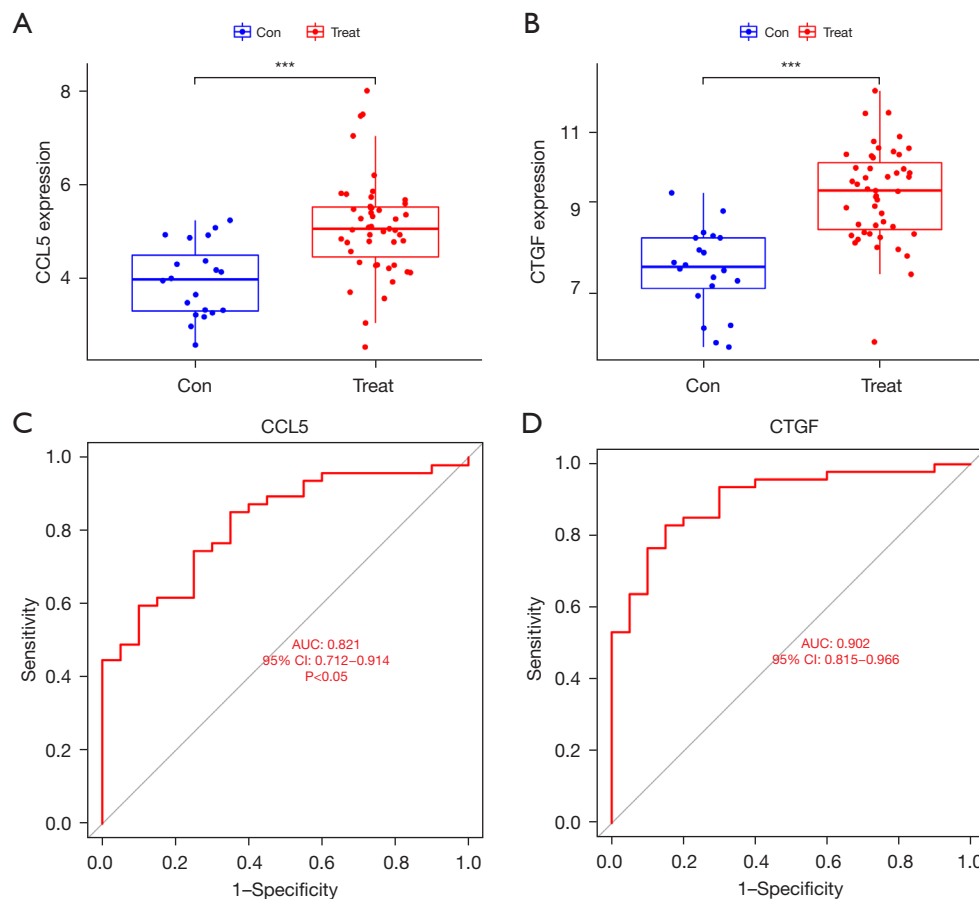 A
Con
Treat
***
CCL5 expression
8
6
4
Con
Treat
B
Con
Treat
***
CTGF expression
11
9
7
Con
Treat
C
CCL5
Sensitivity
1.0
0.8
0.6
0.4
0.2
0.0
AUC: 0.821
95% CI: 0.712–0.914
P<0.05
0.0 0.2 0.4 0.6 0.8 1.0
1–Specificity
D
CTGF
Sensitivity
1.0
0.8
0.6
0.4
0.2
0.0
AUC: 0.902
95% CI: 0.815–0.966
0.0 0.2 0.4 0.6 0.8 1.0
1–Specificity